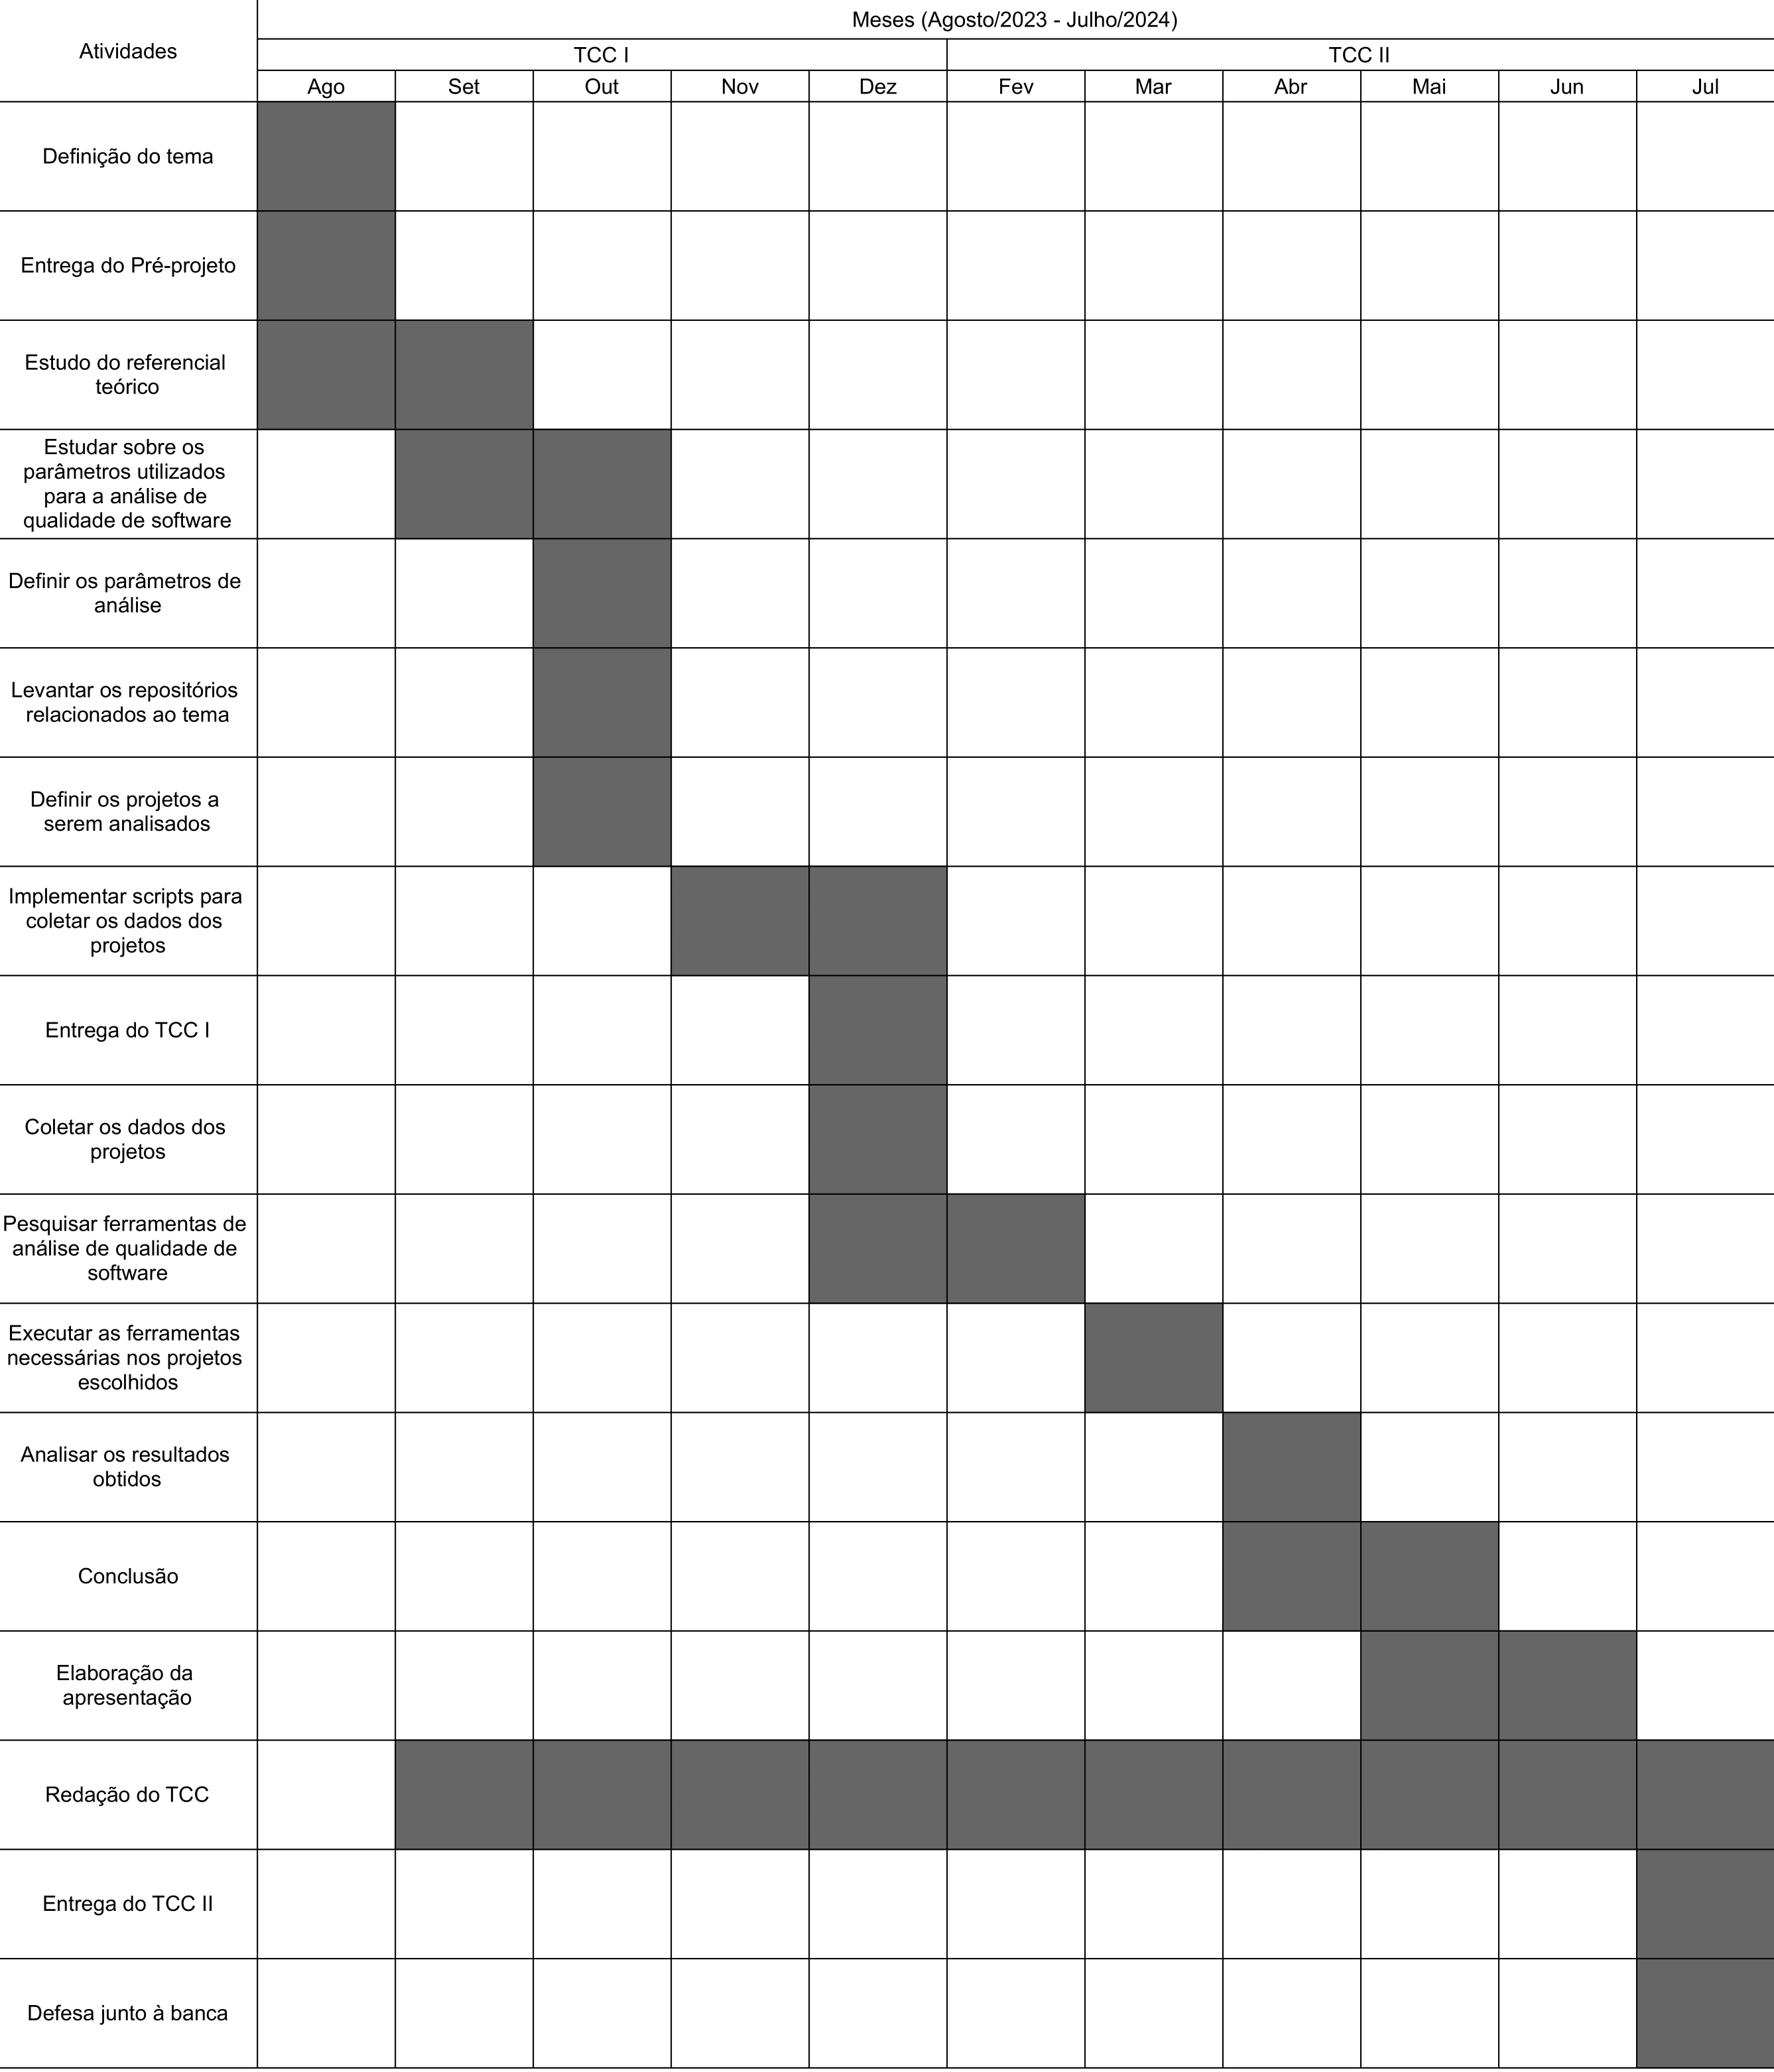 Meses (Agosto/2023 - Julho/2024)
Atividades
TCC I
TCC II
Ago
Set
Out
Nov
Dez
Fev
Mar
Abr
Mai
Jun
Jul
Definição do tema
Entrega do Pré-projeto
Estudo do referencial
teórico
Estudar sobre os
parâmetros utilizados
para a análise de
qualidade de software
Definir os parâmetros de
análise
Levantar os repositórios
relacionados ao tema
Definir os projetos a
serem analisados
Implementar scripts para
coletar os dados dos
projetos
Entrega do TCC I
Coletar os dados dos
projetos
Pesquisar ferramentas de
análise de qualidade de
software
Executar as ferramentas
necessárias nos projetos
escolhidos
Analisar os resultados
obtidos
Conclusão
Elaboração da
apresentação
Redação do TCC
Entrega do TCC II
Defesa junto à banca